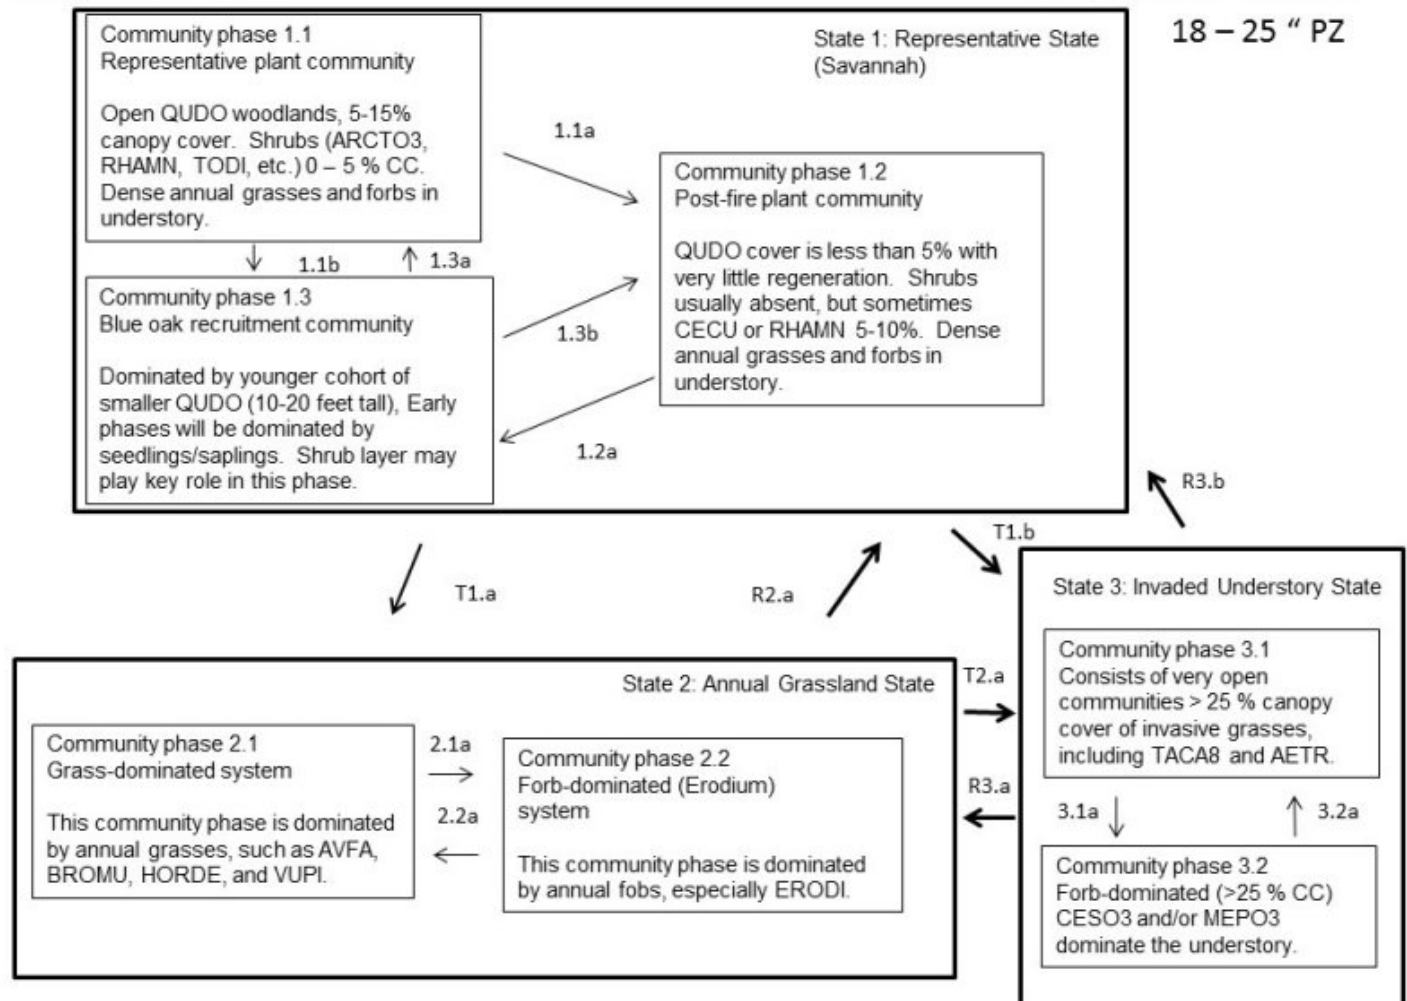 18 – 25 “ PZ
State 1: Representative State
(Savannah)
Community phase 1.1
Representative plant community
Open QUDO woodlands, 5-15%
canopy cover. Shrubs (ARCTO3,
RHAMN, TODI, etc.) 0 – 5 % CC.
Dense annual grasses and forbs in
understory.
1.1a
Community phase 1.2
Post-fire plant community
QUDO cover is less than 5% with
very little regeneration. Shrubs
usually absent, but sometimes
CECU or RHAMN 5-10%. Dense
annual grasses and forbs in
understory.
1.1b
1.3a
Community phase 1.3
Blue oak recruitment community
Dominated by younger cohort of
smaller QUDO (10-20 feet tall), Early
phases will be dominated by
seedlings/saplings. Shrub layer may
play key role in this phase.
1.3b
1.2a
R3.b
T1.b
T1.a
R2.a
State 2: Annual Grassland State
Community phase 2.1
Grass-dominated system
This community phase is dominated
by annual grasses, such as AVFA,
BROMU, HORDE, and VUPI.
2.1a
2.2a
Community phase 2.2
Forb-dominated (Erodium)
system
This community phase is dominated
by annual fobs, especially ERODI.
T2.a
R3.a
State 3: Invaded Understory State
Community phase 3.1
Consists of very open
communities > 25 % canopy
cover of invasive grasses,
including TACA8 and AETR.
3.1a
3.2a
Community phase 3.2
Forb-dominated (>25 % CC)
CESO3 and/or MEPO3
dominate the understory.